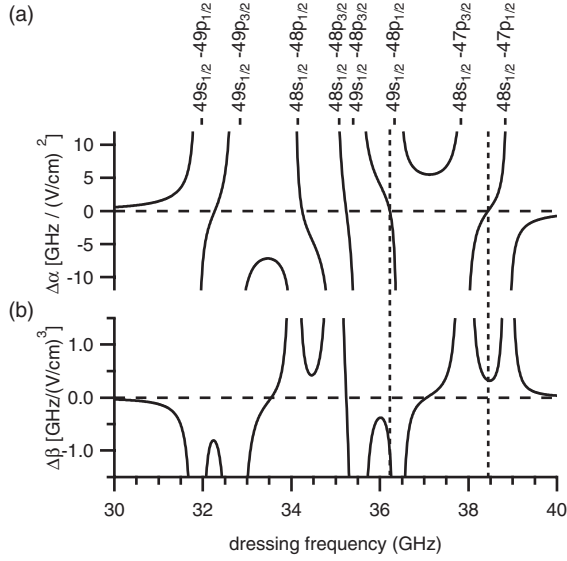 (a)
49s1/2 -49p1/2
49s1/2 -49p3/2
48s1/2 -48p1/2
48s1/2 -48p3/2
49s1/2 -48p3/2
49s1/2 -48p1/2
48s1/2 -47p3/2
48s1/2 -47p1/2
Δα [GHz / (V/cm) ²]
10
5
0
-5
-10
(b)
Δβ [GHz/(V/cm)³]
1.0
0.0
-1.0
30 32 34 36 38 40
dressing frequency (GHz)